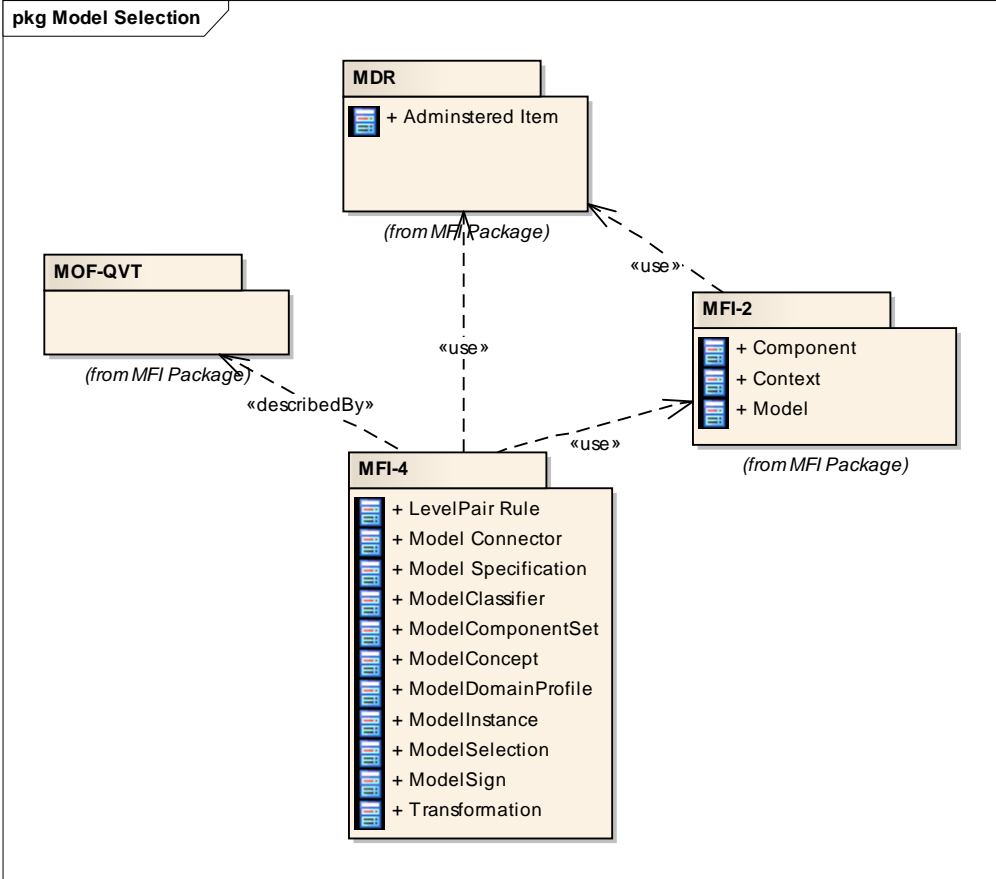 pkg Model Selection
MDR
+ Adminstered Item
(from MFI Package)
«use»
MOF-QVT
(from MFI Package)
«describedBy»
«use»
MFI-2
+ Component
+ Context
+ Model
(from MFI Package)
«use»
MFI-4
+ LevelPair Rule
+ Model Connector
+ Model Specification
+ ModelClassifier
+ ModelComponentSet
+ ModelConcept
+ ModelDomainProfile
+ ModelInstance
+ ModelSelection
+ ModelSign
+ Transformation